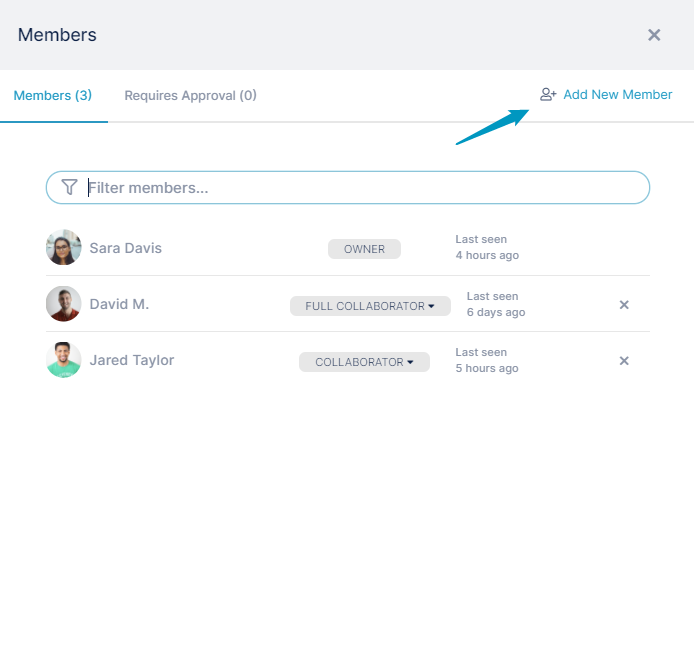 Members
Members (3) Requires Approval (0) Add New Member
Filter members...
Sara Davis OWNER Last seen
4 hours ago
David M. FULL COLLABORATOR Last seen
6 days ago
Jared Taylor COLLABORATOR Last seen
5 hours ago